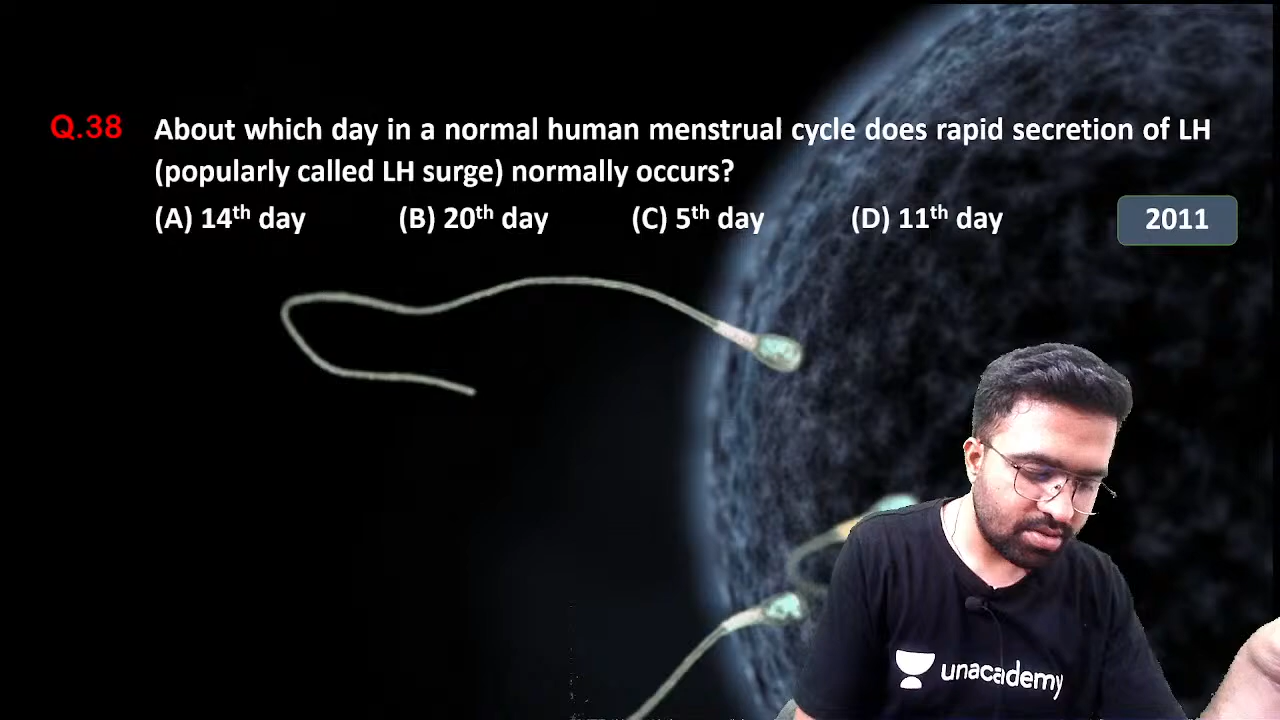 Q.38 About which day in a normal human menstrual cycle does rapid secretion of LH
(popularly called LH surge) normally occurs?
(A) 14th day (B) 20th day (C) 5th day (D) 11th day 2011
unacademy